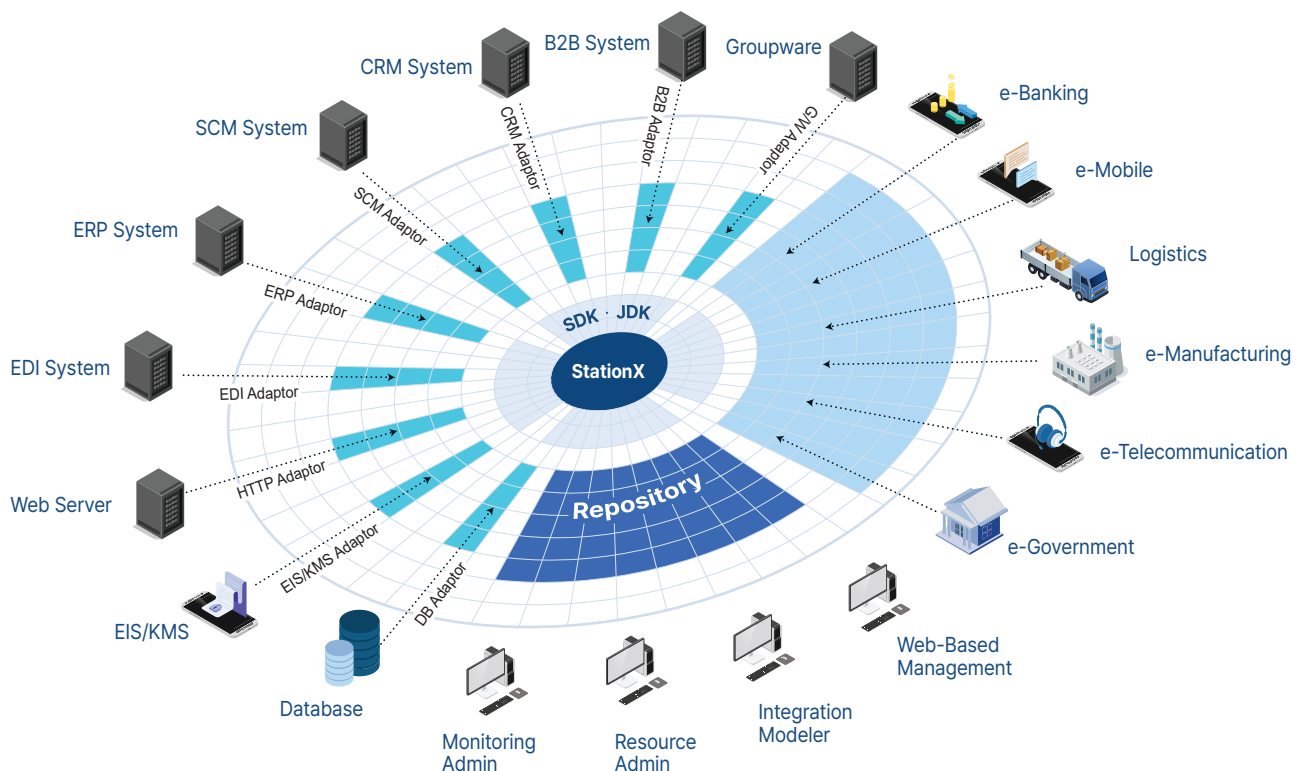 B2B System
Groupware
CRM System
e-Banking
SCM System
e-Mobile
ERP System
Logistics
EDI System
e-Manufacturing
Web Server
e-Telecommunication
EIS/KMS
e-Government
Database
Web-Based
Management
Integration
Modeler
Resource
Admin
Monitoring
Admin
CRM Adaptor
B2B Adaptor
G/W Adaptor
SCM Adaptor
ERP Adaptor
EDI Adaptor
HTTP Adaptor
EIS/KMS Adaptor
DB Adaptor
SDK · JDK
StationX
Repository